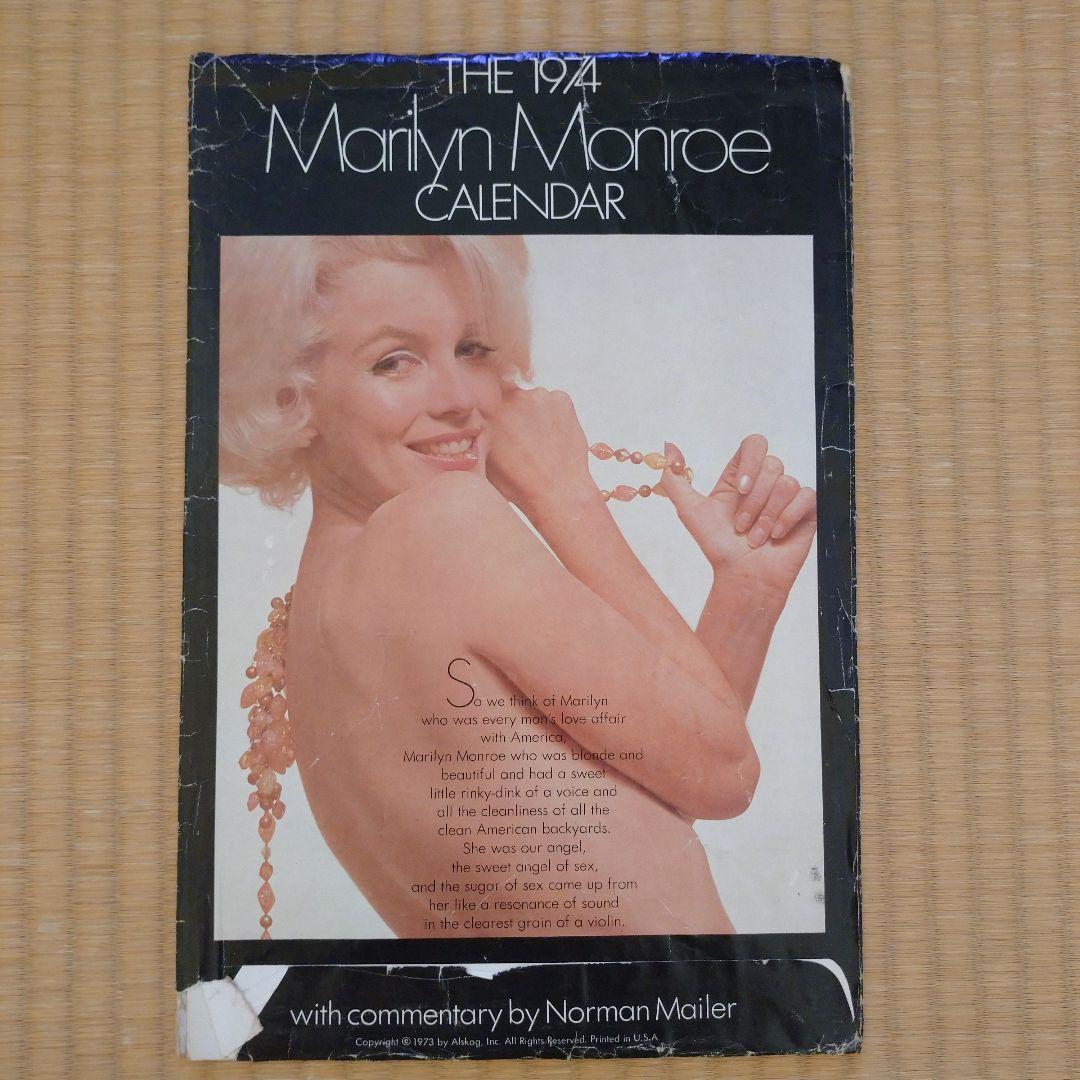 THE 1974
Marilyn Monroe
CALENDAR
So we think of Marilyn
who was every man's love affair
with America,
Marilyn Monroe who was blonde and
beautiful and had a sweet
little rinky-dink of a voice and
all the cleanliness of all the
clean American backyards.
She was our angel,
the sweet angel of sex,
and the sugar of sex came up from
her like a resonance of sound
in the clearest grain of a violin.
with commentary by Norman Mailer
Copyright © 1973 by Alskog, Inc. All Rights Reserved. Printed in U.S.A.